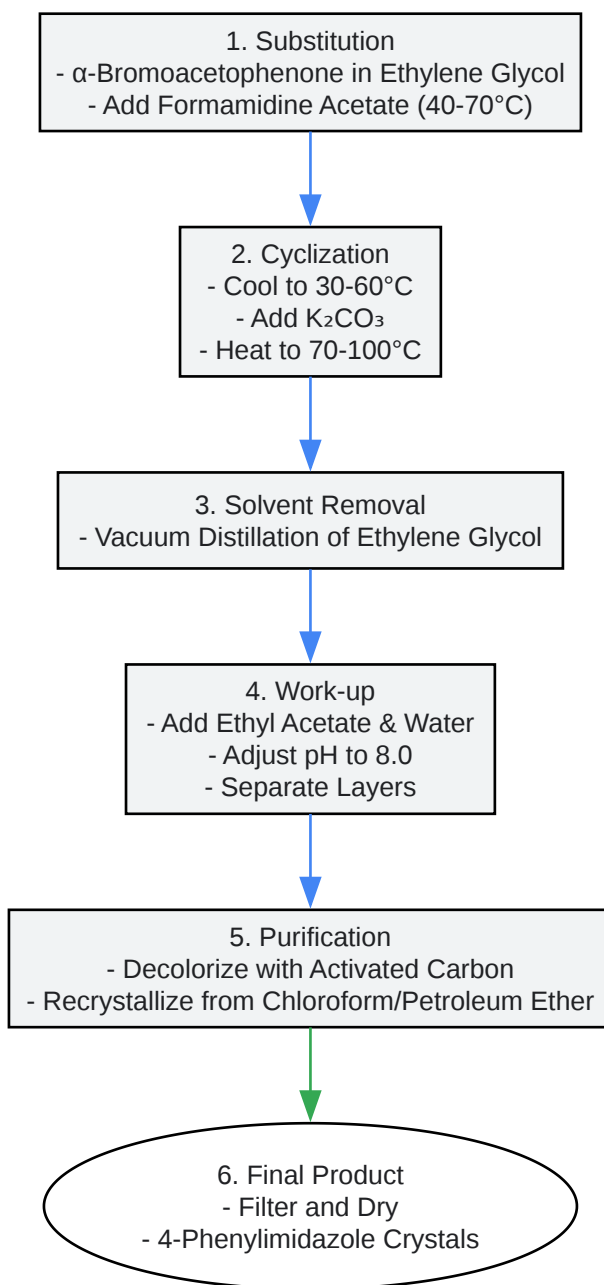 1. Substitution
- α-Bromoacetophenone in Ethylene Glycol
- Add Formamidine Acetate (40-70°C)
2. Cyclization
- Cool to 30-60°C
- Add K₂CO₃
- Heat to 70-100°C
3. Solvent Removal
- Vacuum Distillation of Ethylene Glycol
4. Work-up
- Add Ethyl Acetate & Water
- Adjust pH to 8.0
- Separate Layers
5. Purification
- Decolorize with Activated Carbon
- Recrystallize from Chloroform/Petroleum Ether
6. Final Product
- Filter and Dry
- 4-Phenylimidazole Crystals